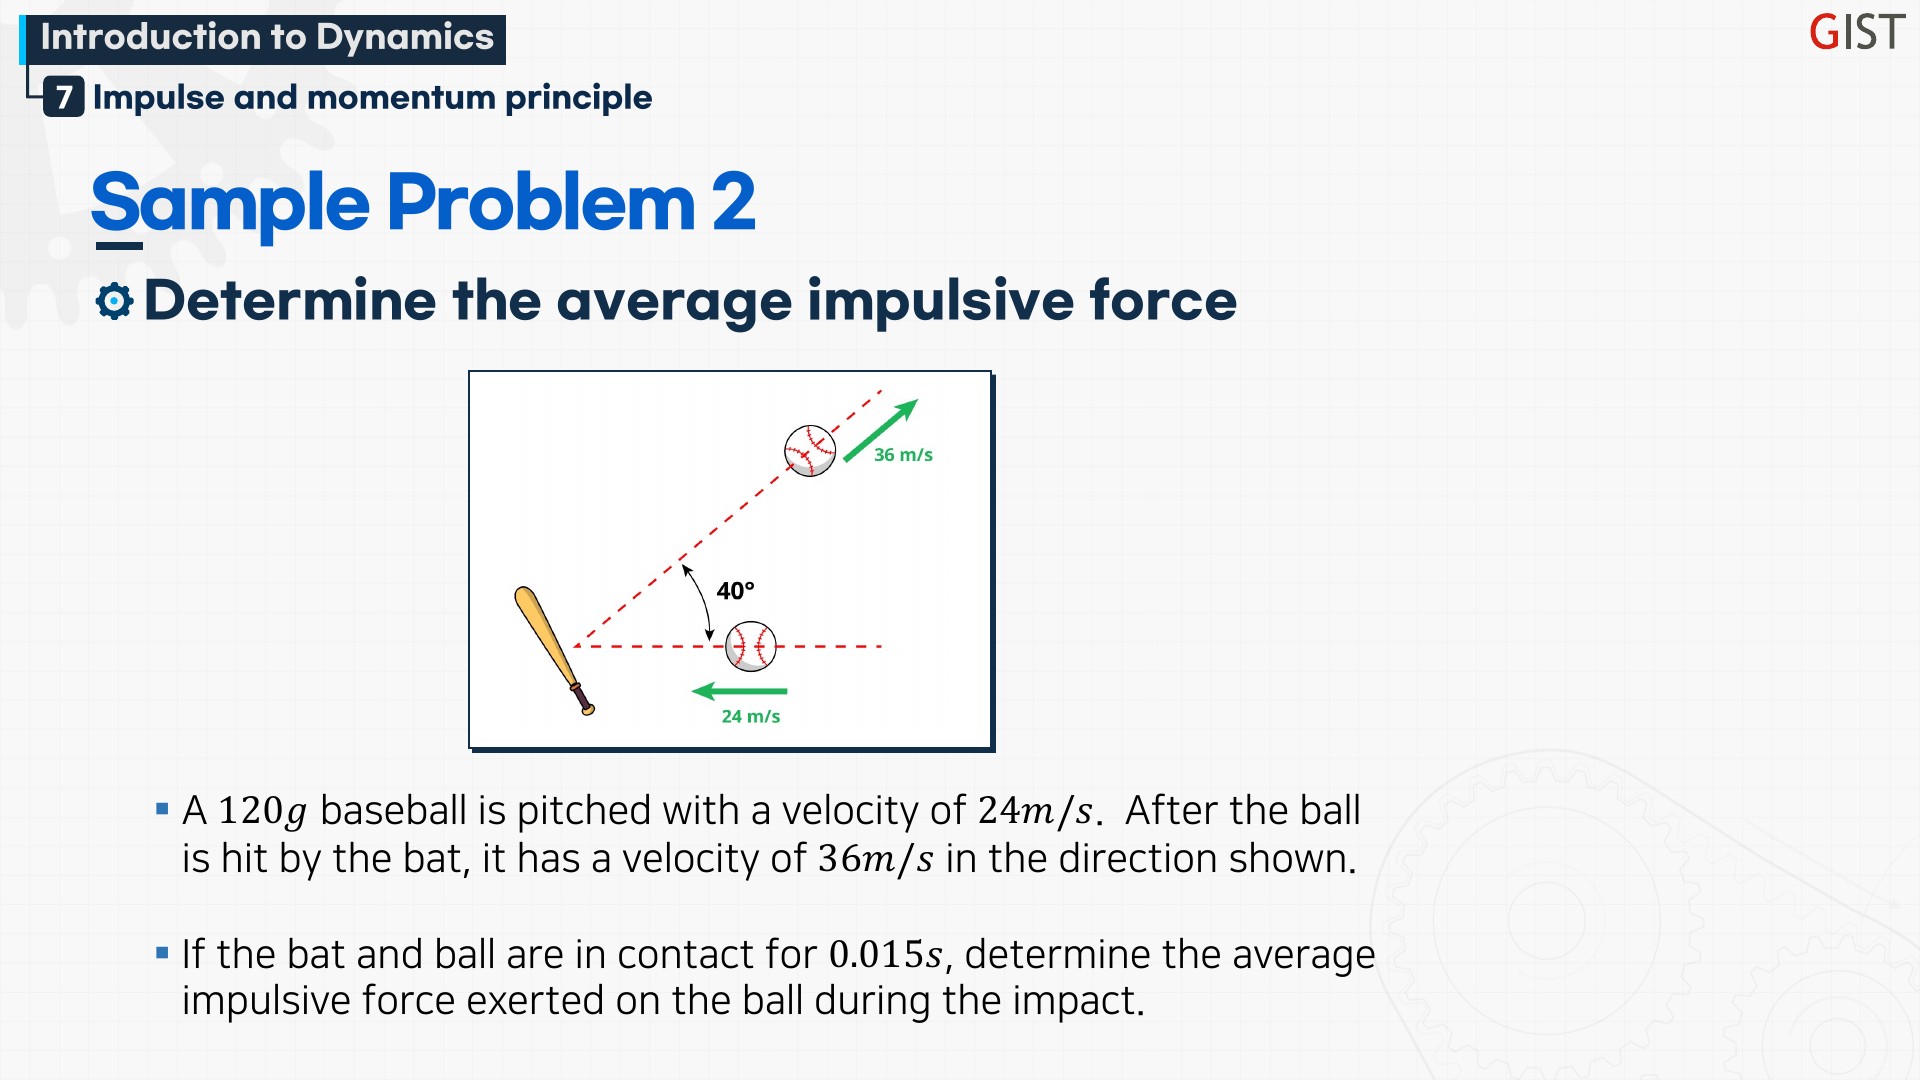 Introduction to Dynamics
GIST
7 Impulse and momentum principle
Sample Problem 2
Determine the average impulsive force
36 m/s
40°
24 m/s
▪ A 120g baseball is pitched with a velocity of 24m/s. After the ball
is hit by the bat, it has a velocity of 36m/s in the direction shown.
▪ If the bat and ball are in contact for 0.015s, determine the average
impulsive force exerted on the ball during the impact.